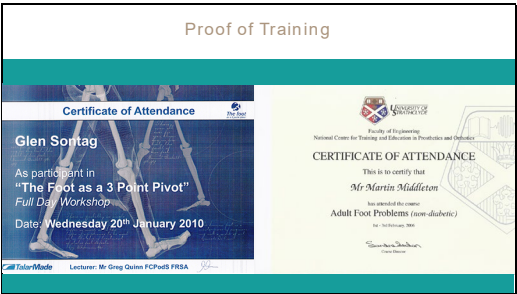 Proof of Training
Certificate of Attendance
The foot
Glen Sontag
As participant in
"The Foot as a 3 Point Pivot"
Full Day Workshop
Date: Wednesday 20th January 2010
TalarMade
Lecturer: Mr Greg Quinn FCPodS FRSA
UNIVERSITY OF
STRATHCLYDE
Faculty of Engineering
National Centre for Training and Education in Prosthetics and Orthotics
CERTIFICATE OF ATTENDANCE
This is to certify that
Mr Martin Middleton
has attended the course
Adult Foot Problems (non-diabetic)
Course Director